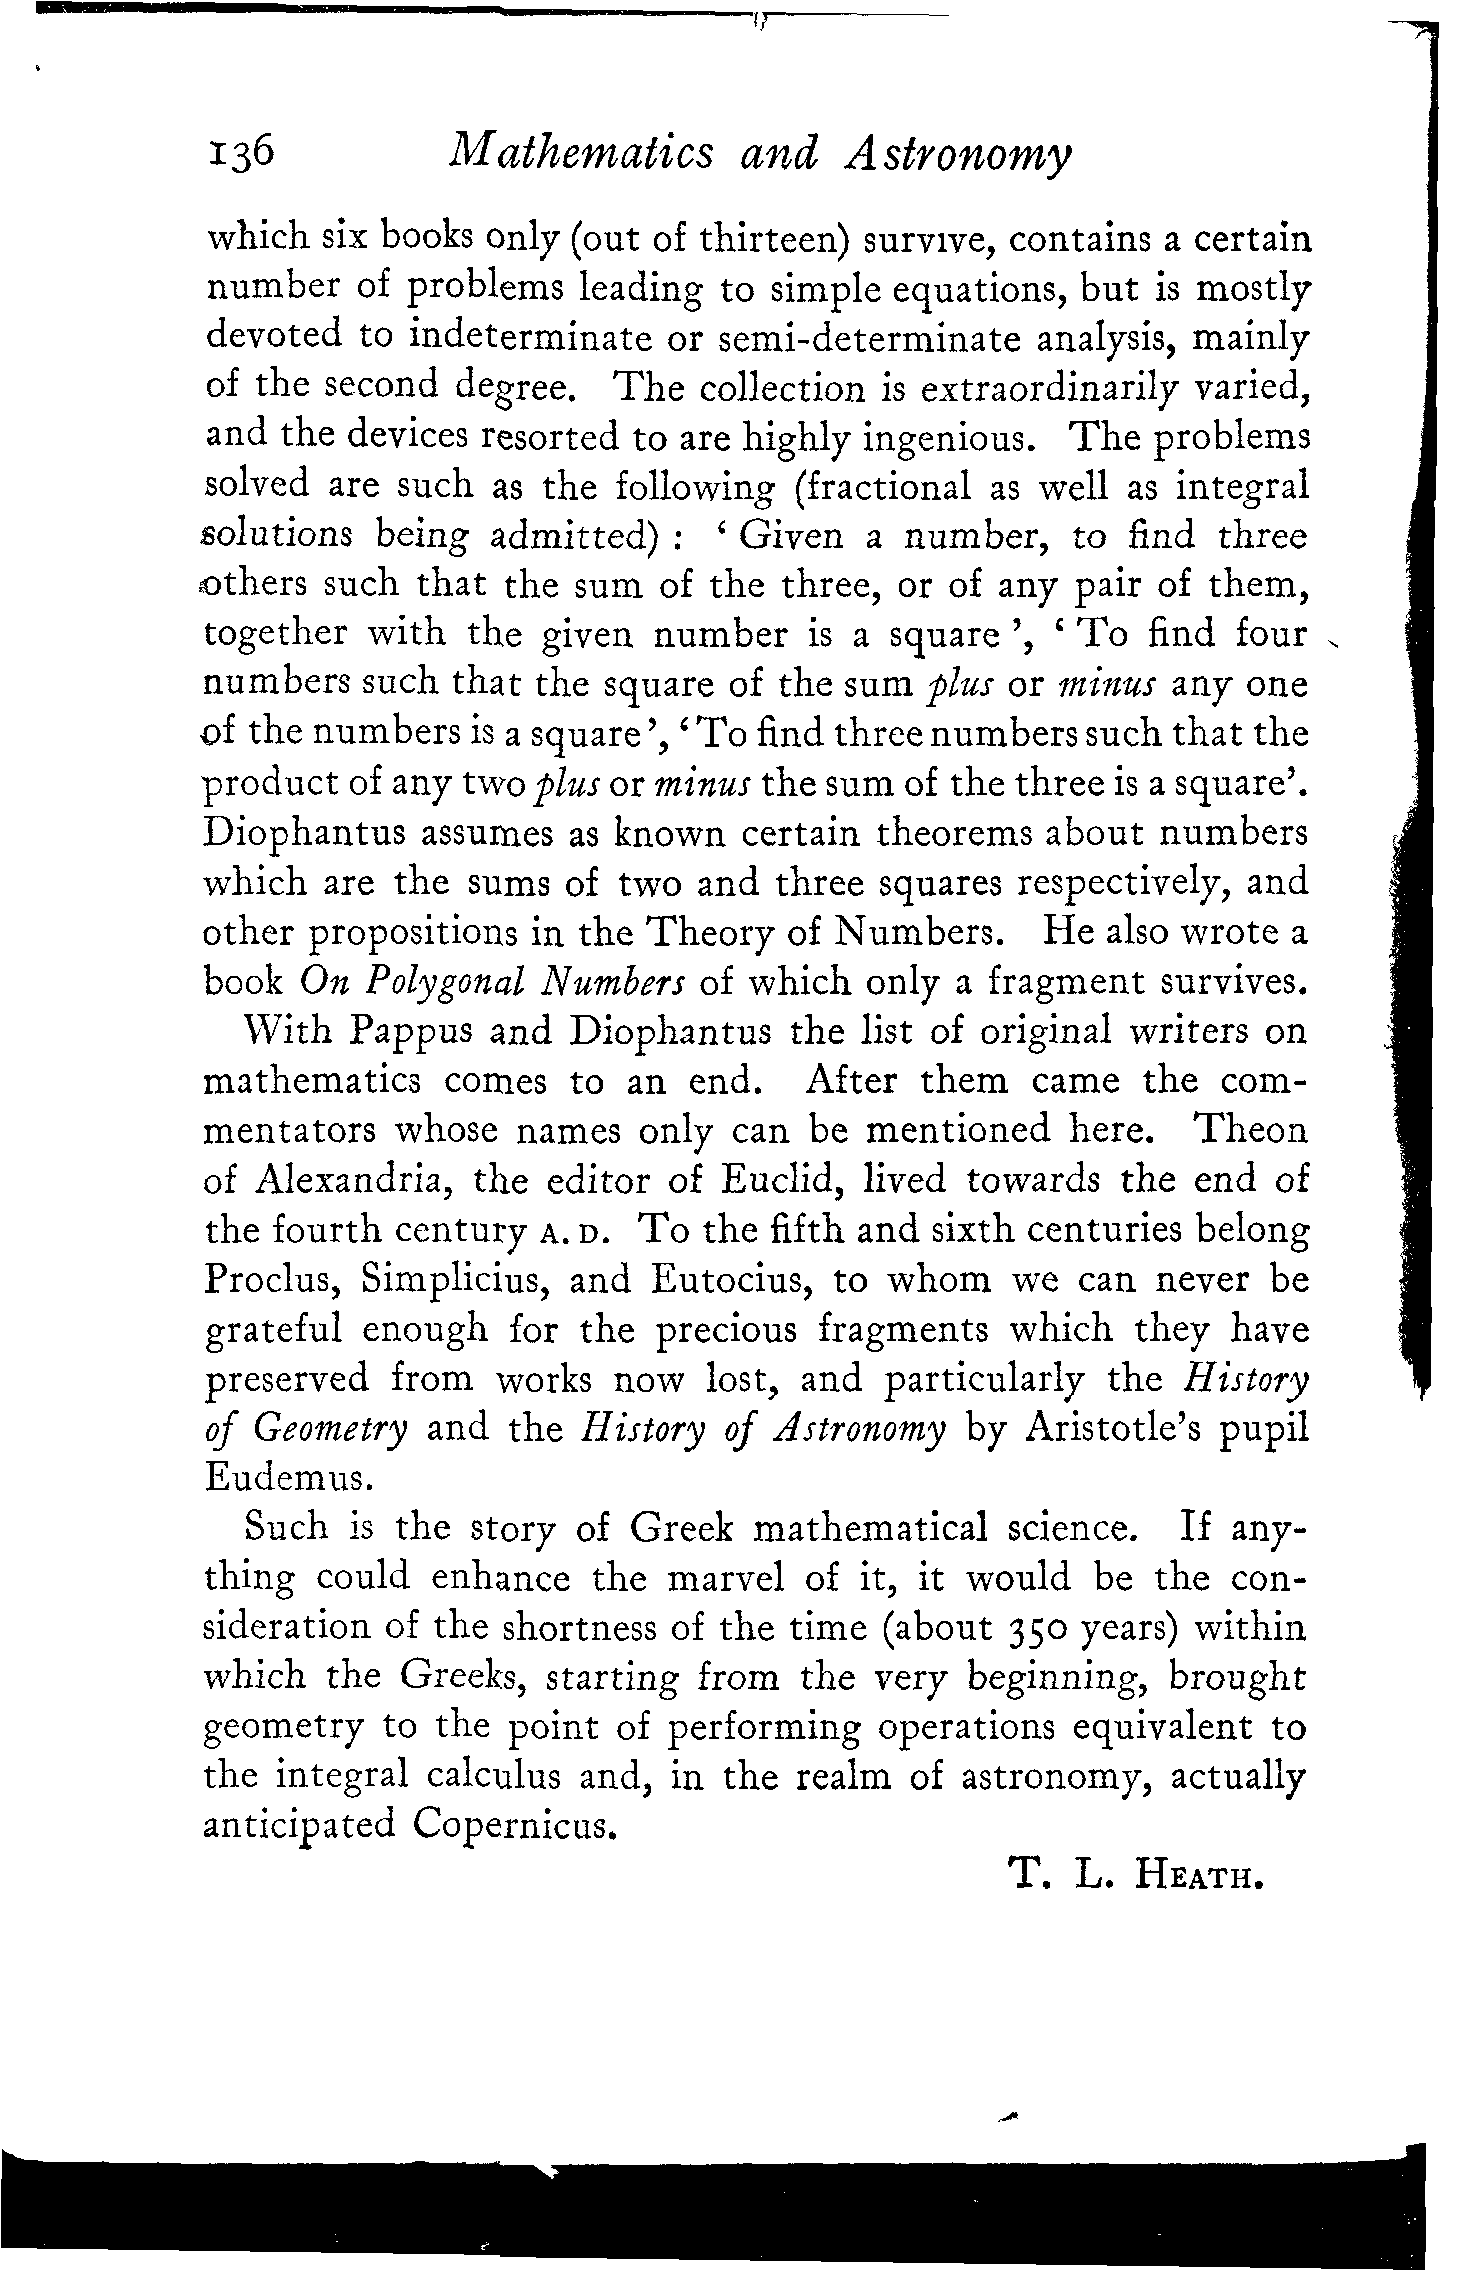 136 Mathematics and Astronomy
which six books only (out of thirteen) survive, contains a certain
number of problems leading to simple equations, but is mostly
devoted to indeterminate or semi-determinate analysis, mainly
of the second degree. The collection is extraordinarily varied,
and the devices resorted to are highly ingenious. The problems
solved are such as the following (fractional as well as integral
solutions being admitted) : ‘ Given a number, to find three
others such that the sum of the three, or of any pair of them,
together with the given number is a square ’, ‘ To find four
numbers such that the square of the sum plus or minus any one
of the numbers is a square’, ‘To find three numbers such that the
product of any two plus or minus the sum of the three is a square’.
Diophantus assumes as known certain theorems about numbers
which are the sums of two and three squares respectively, and
other propositions in the Theory of Numbers. He also wrote a
book On Polygonal Numbers of which only a fragment survives.
With Pappus and Diophantus the list of original writers on
mathematics comes to an end. After them came the com-
mentators whose names only can be mentioned here. Theon
of Alexandria, the editor of Euclid, lived towards the end of
the fourth century A. D. To the fifth and sixth centuries belong
Proclus, Simplicius, and Eutocius, to whom we can never be
grateful enough for the precious fragments which they have
preserved from works now lost, and particularly the History
of Geometry and the History of Astronomy by Aristotle’s pupil
Eudemus.
Such is the story of Greek mathematical science. If any-
thing could enhance the marvel of it, it would be the con-
sideration of the shortness of the time (about 350 years) within
which the Greeks, starting from the very beginning, brought
geometry to the point of performing operations equivalent to
the integral calculus and, in the realm of astronomy, actually
anticipated Copernicus.
T. L. HEATH.